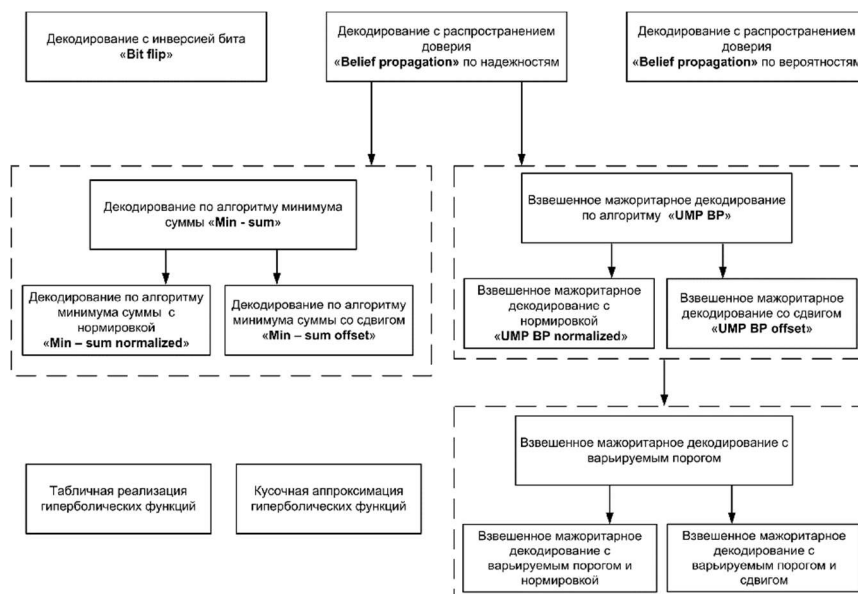 Декодирование с инверсией бита
«Bit flip»
Декодирование с распространением
доверия
«Belief propagation» по надежностям
Декодирование с распространением
доверия
«Belief propagation» по вероятностям
Декодирование по алгоритму минимума
суммы «Min - sum»
Взвешенное мажоритарное декодирование
по алгоритму «UMP BP»
Декодирование по алгоритму
минимума суммы с
нормировкой
«Min – sum normalized»
Декодирование по алгоритму
минимума суммы со сдвигом
«Min – sum offset»
Взвешенное мажоритарное
декодирование с
нормировкой
«UMP BP normalized»
Взвешенное мажоритарное
декодирование со сдвигом
«UMP BP offset»
Взвешенное мажоритарное декодирование с
варьируемым порогом
Табличная реализация
гиперболических функций
Кусочная аппроксимация
гиперболических функций
Взвешенное мажоритарное
декодирование с
варьируемым порогом и
нормировкой
Взвешенное мажоритарное
декодирование с
варьируемым порогом и
сдвигом